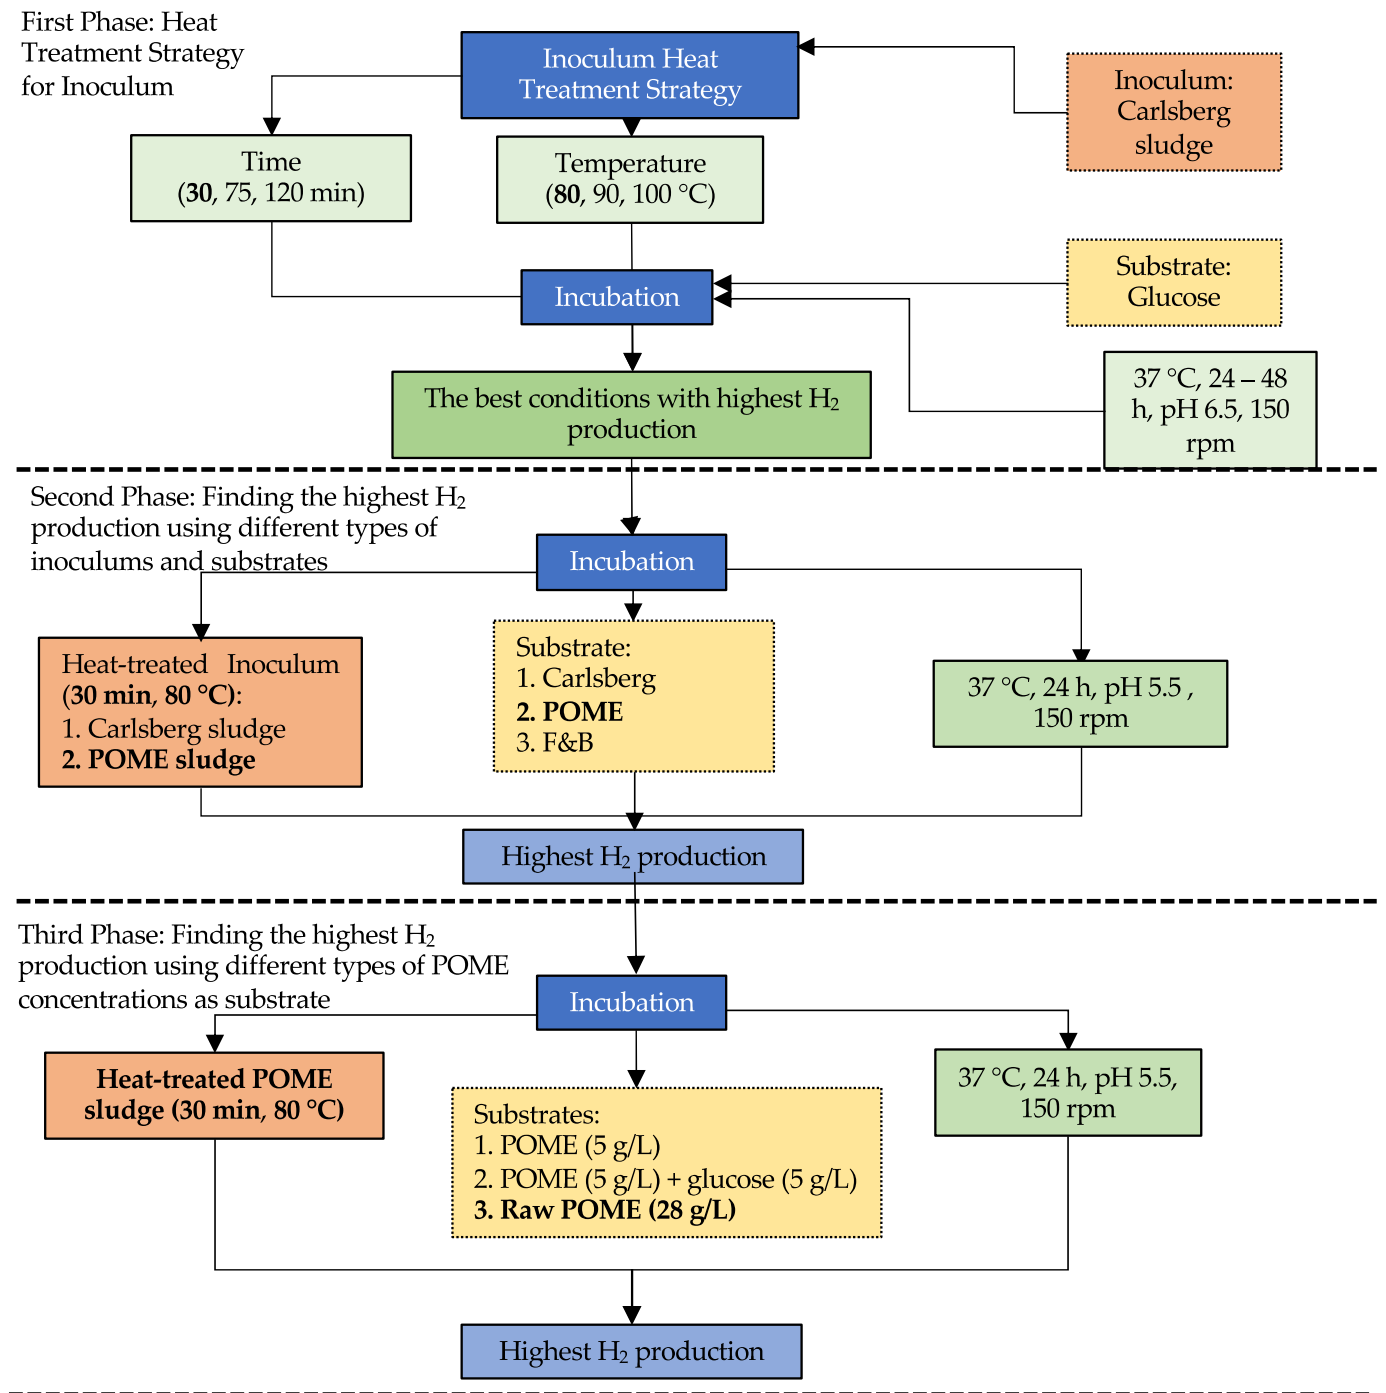 First Phase: Heat
Treatment Strategy
for Inoculum
Inoculum Heat
Treatment Strategy
Inoculum:
Carlsberg
sludge
Time
(30, 75, 120 min)
Temperature
(80, 90, 100 °C)
Substrate:
Glucose
Incubation
37 °C, 24 – 48
h, pH 6.5, 150
rpm
The best conditions with highest H₂
production
Second Phase: Finding the highest H₂
production using different types of
inoculums and substrates
Incubation
Heat-treated Inoculum
(30 min, 80 °C):
1. Carlsberg sludge
2. POME sludge
Substrate:
1. Carlsberg
2. POME
3. F&B
37 °C, 24 h, pH 5.5 ,
150 rpm
Highest H₂ production
Third Phase: Finding the highest H₂
production using different types of POME
concentrations as substrate
Incubation
Heat-treated POME
sludge (30 min, 80 °C)
Substrates:
1. POME (5 g/L)
2. POME (5 g/L) + glucose (5 g/L)
3. Raw POME (28 g/L)
37 °C, 24 h, pH 5.5,
150 rpm
Highest H₂ production